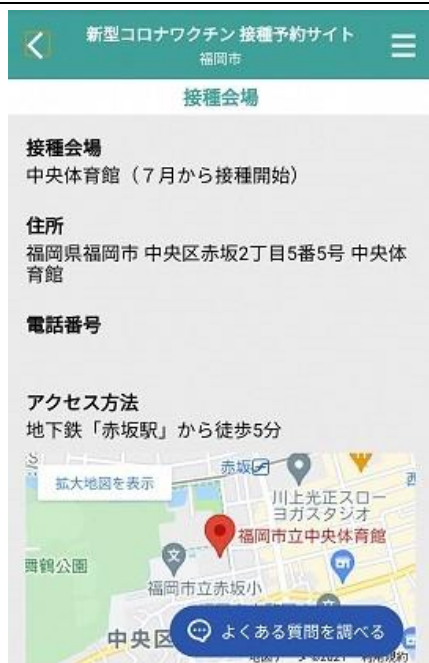 新型コロナワクチン 接種予約サイト
福岡市
接種会場
接種会場
中央体育館（７月から接種開始）
住所
福岡県福岡市 中央区赤坂2丁目5番5号 中央体
育館
電話番号
アクセス方法
地下鉄「赤坂駅」から徒歩5分
拡大地図を表示
赤坂
西
川上光正スロー
ヨガスタジオ
福岡市立中央体育館
舞鶴公園
文
福岡市立赤坂小
文
中央区
よくある質問を調べる